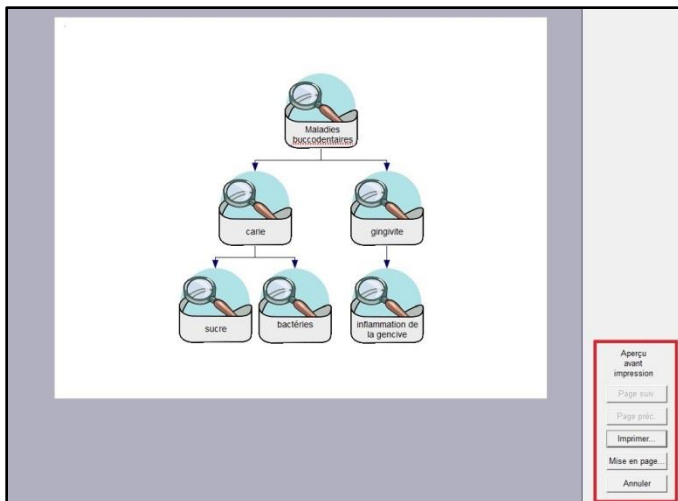 Maladies
buccodentaires
carie
gingivite
sucre
bactéries
inflammation de
la gencive
Aperçu
avant
impression
Page suiv.
Page préc.
Imprimer...
Mise en page...
Annuler